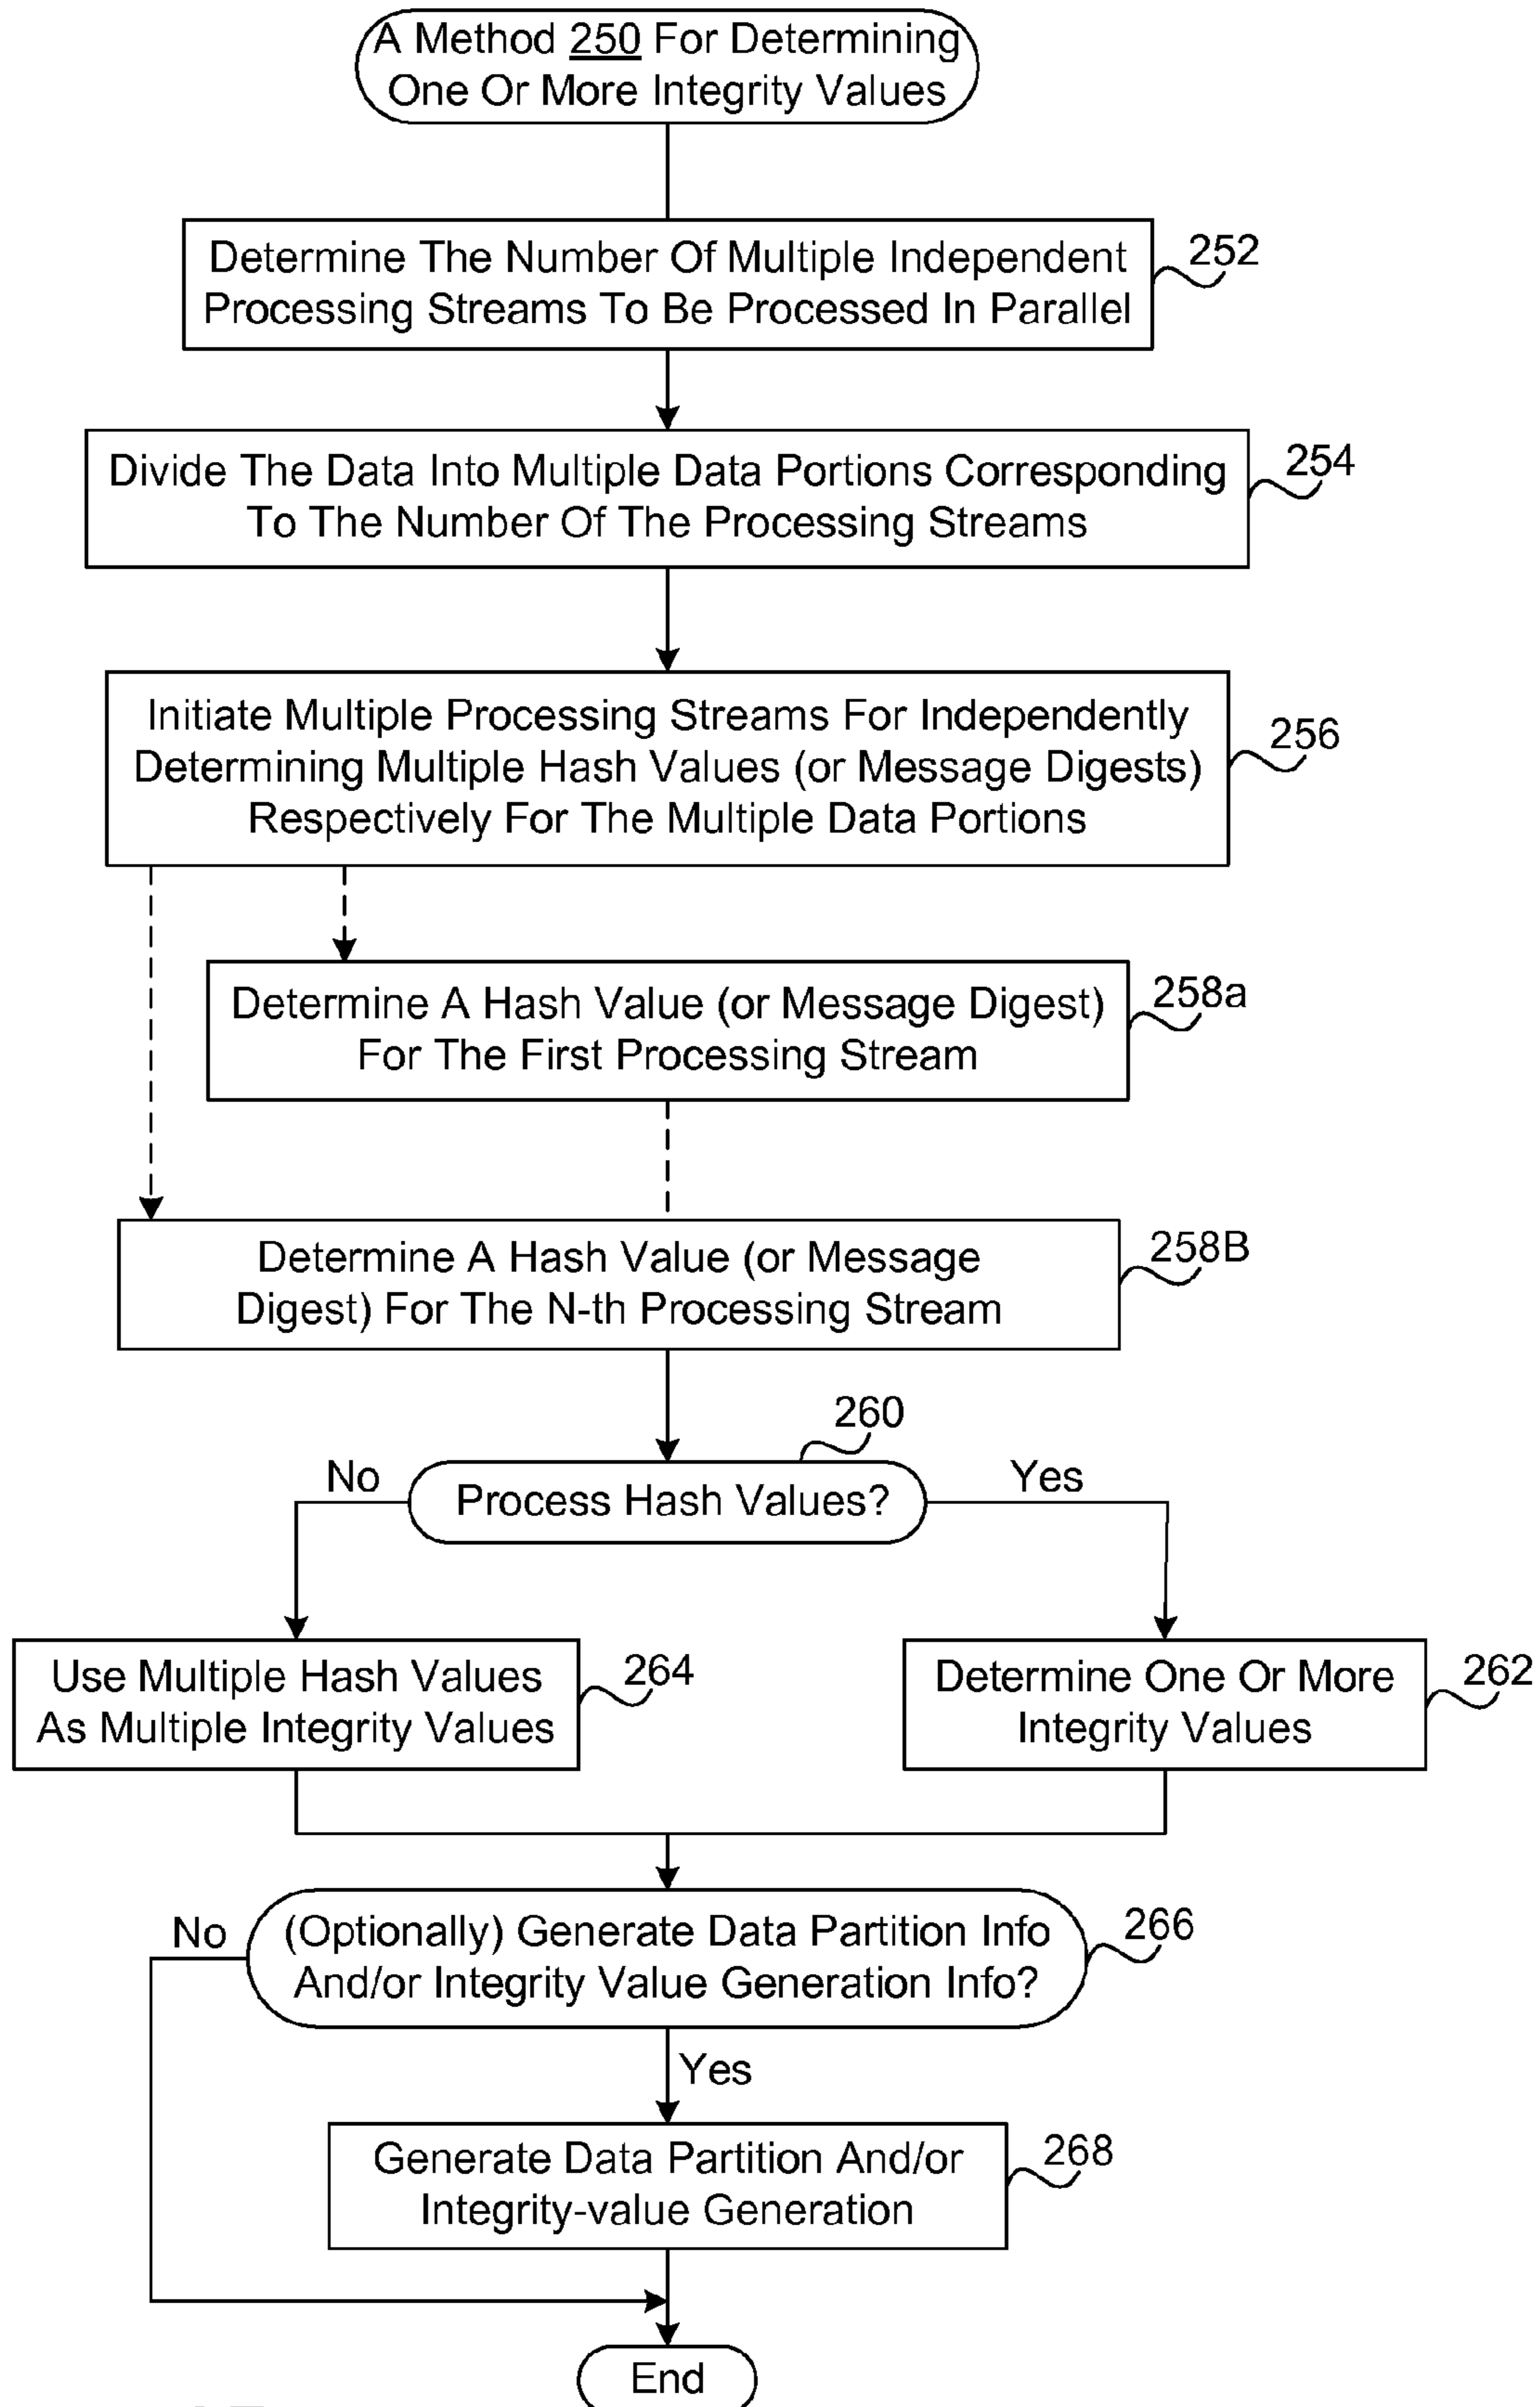 A Method 250 For Determining
One Or More Integrity Values
Determine The Number Of Multiple Independent
Processing Streams To Be Processed In Parallel
252
Divide The Data Into Multiple Data Portions Corresponding
To The Number Of The Processing Streams
254
Initiate Multiple Processing Streams For Independently
Determining Multiple Hash Values (or Message Digests)
Respectively For The Multiple Data Portions
256
Determine A Hash Value (or Message Digest)
For The First Processing Stream
258a
Determine A Hash Value (or Message
Digest) For The N-th Processing Stream
258B
260
No
Process Hash Values?
Yes
Use Multiple Hash Values
As Multiple Integrity Values
264
Determine One Or More
Integrity Values
262
No
(Optionally) Generate Data Partition Info
And/or Integrity Value Generation Info?
266
Yes
Generate Data Partition And/or
Integrity-value Generation
268
End